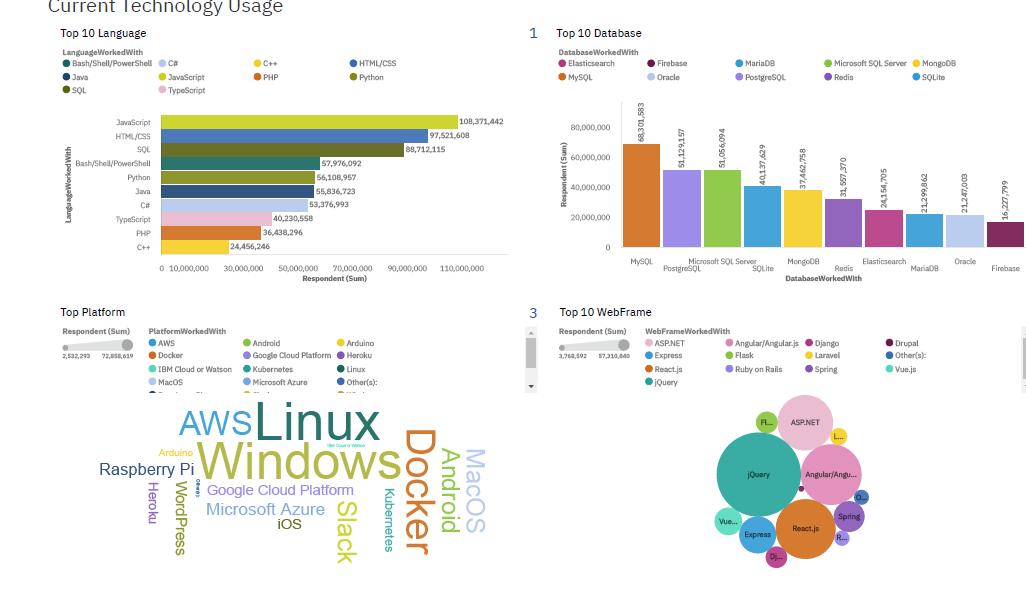 Current Technology Usage
Top 10 Language
LanguageWorkedWith
Bash/Shell/PowerShell C# C++ HTML/CSS
Java JavaScript PHP Python
SQL TypeScript
LanguageWorkedWith
JavaScript 108,371,442
HTML/CSS 97,521,608
SQL 88,712,115
Bash/Shell/PowerShell 57,976,092
Python 56,108,957
Java 55,836,723
C# 53,376,993
TypeScript 40,230,558
PHP 36,438,296
C++ 24,456,246
0 10,000,000 30,000,000 50,000,000 70,000,000 90,000,000 110,000,000
Respondent (Sum)
1
Top 10 Database
DatabaseWorkedWith
Elasticsearch Firebase MariaDB Microsoft SQL Server MongoDB
MySQL Oracle PostgreSQL Redis SQLite
Respondent (Sum)
80,000,000
60,000,000
40,000,000
20,000,000
0
68,301,583
51,129,157
51,056,094
40,137,629
37,462,758
31,557,370
24,154,705
21,299,862
21,247,003
16,227,799
MySQL Microsoft SQL Server MongoDB Elasticsearch Oracle
PostgreSQL SQLite Redis MariaDB Firebase
DatabaseWorkedWith
Top Platform
Respondent (Sum)
2,532,293 72,858,619
PlatformWorkedWith
AWS Android Arduino
Docker Google Cloud Platform Heroku
IBM Cloud or Watson Kubernetes Linux
MacOS Microsoft Azure Other(s):
AWS
Linux
IBM Cloud or Watson
Arduino
Windows
Raspberry Pi
Google Cloud Platform
Microsoft Azure
iOS
Heroku
WordPress
Slack
Kubernetes
Docker
Android
MacOS
3
Top 10 WebFrame
Respondent (Sum)
3,768,592 57,310,840
WebFrameWorkedWith
ASP.NET Angular/Angular.js Django Drupal
Express Flask Laravel Other(s):
React.js Ruby on Rails Spring Vue.js
jQuery
Fl...
ASP.NET
L...
jQuery
Angular/Angu...
O...
Vue...
Express
React.js
Spring
R...
Dj...